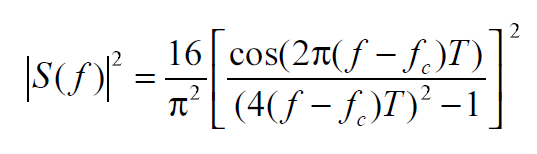 |S(f)|² = 16/π² [ cos(2π(f − f_c)T) / (4(f − f_c)T)² − 1 ]²